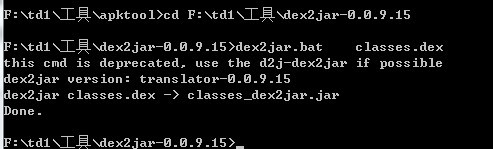 F:\td1\工具\apktool>cd F:\td1\工具\dex2jar-0.0.9.15
F:\td1\工具\dex2jar-0.0.9.15>dex2jar.bat    classes.dex
this cmd is deprecated, use the d2j-dex2jar if possible
dex2jar version: translator-0.0.9.15
dex2jar classes.dex -> classes_dex2jar.jar
Done.
F:\td1\工具\dex2jar-0.0.9.15>_